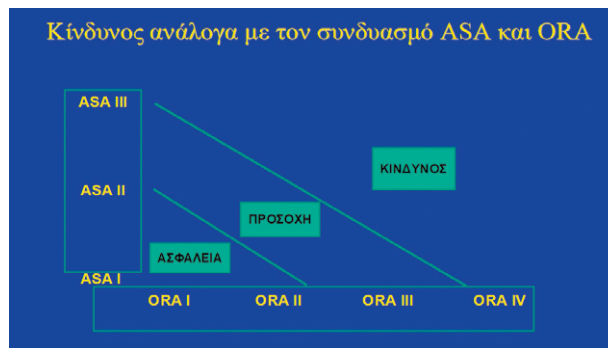 Κίνδυνος ανάλογα με τον συνδυασμό ASA και ORA
ASA III
ΚΙΝΔΥΝΟΣ
ASA II
ΠΡΟΣΟΧΗ
ΑΣΦΑΛΕΙΑ
ASA I
ORA I ORA II ORA III ORA IV